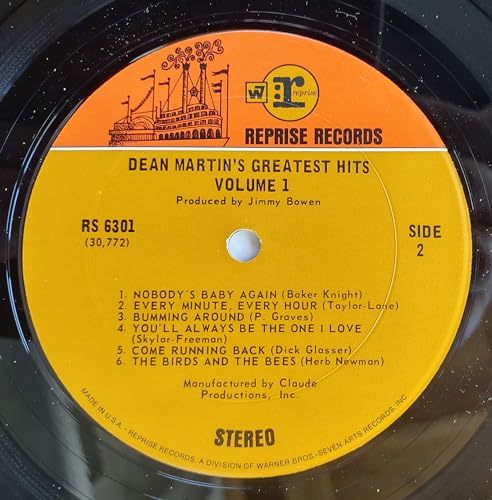 W7 r reprise
REPRISE RECORDS
DEAN MARTIN'S GREATEST HITS
VOLUME 1
Produced by Jimmy Bowen
RS 6301
(30,772)
SIDE
2
1. NOBODY'S BABY AGAIN (Baker Knight)
2. EVERY MINUTE, EVERY HOUR (Taylor-Lane)
3. BUMMING AROUND (P. Graves)
4. YOU'LL ALWAYS BE THE ONE I LOVE
(Skylar-Freeman)
5. COME RUNNING BACK (Dick Glasser)
6. THE BIRDS AND THE BEES (Herb Newman)
Manufactured by Claude
Productions, Inc.
STEREO
MADE IN U.S.A. · REPRISE RECORDS, A DIVISION OF WARNER BROS.-SEVEN ARTS RECORDS, INC.